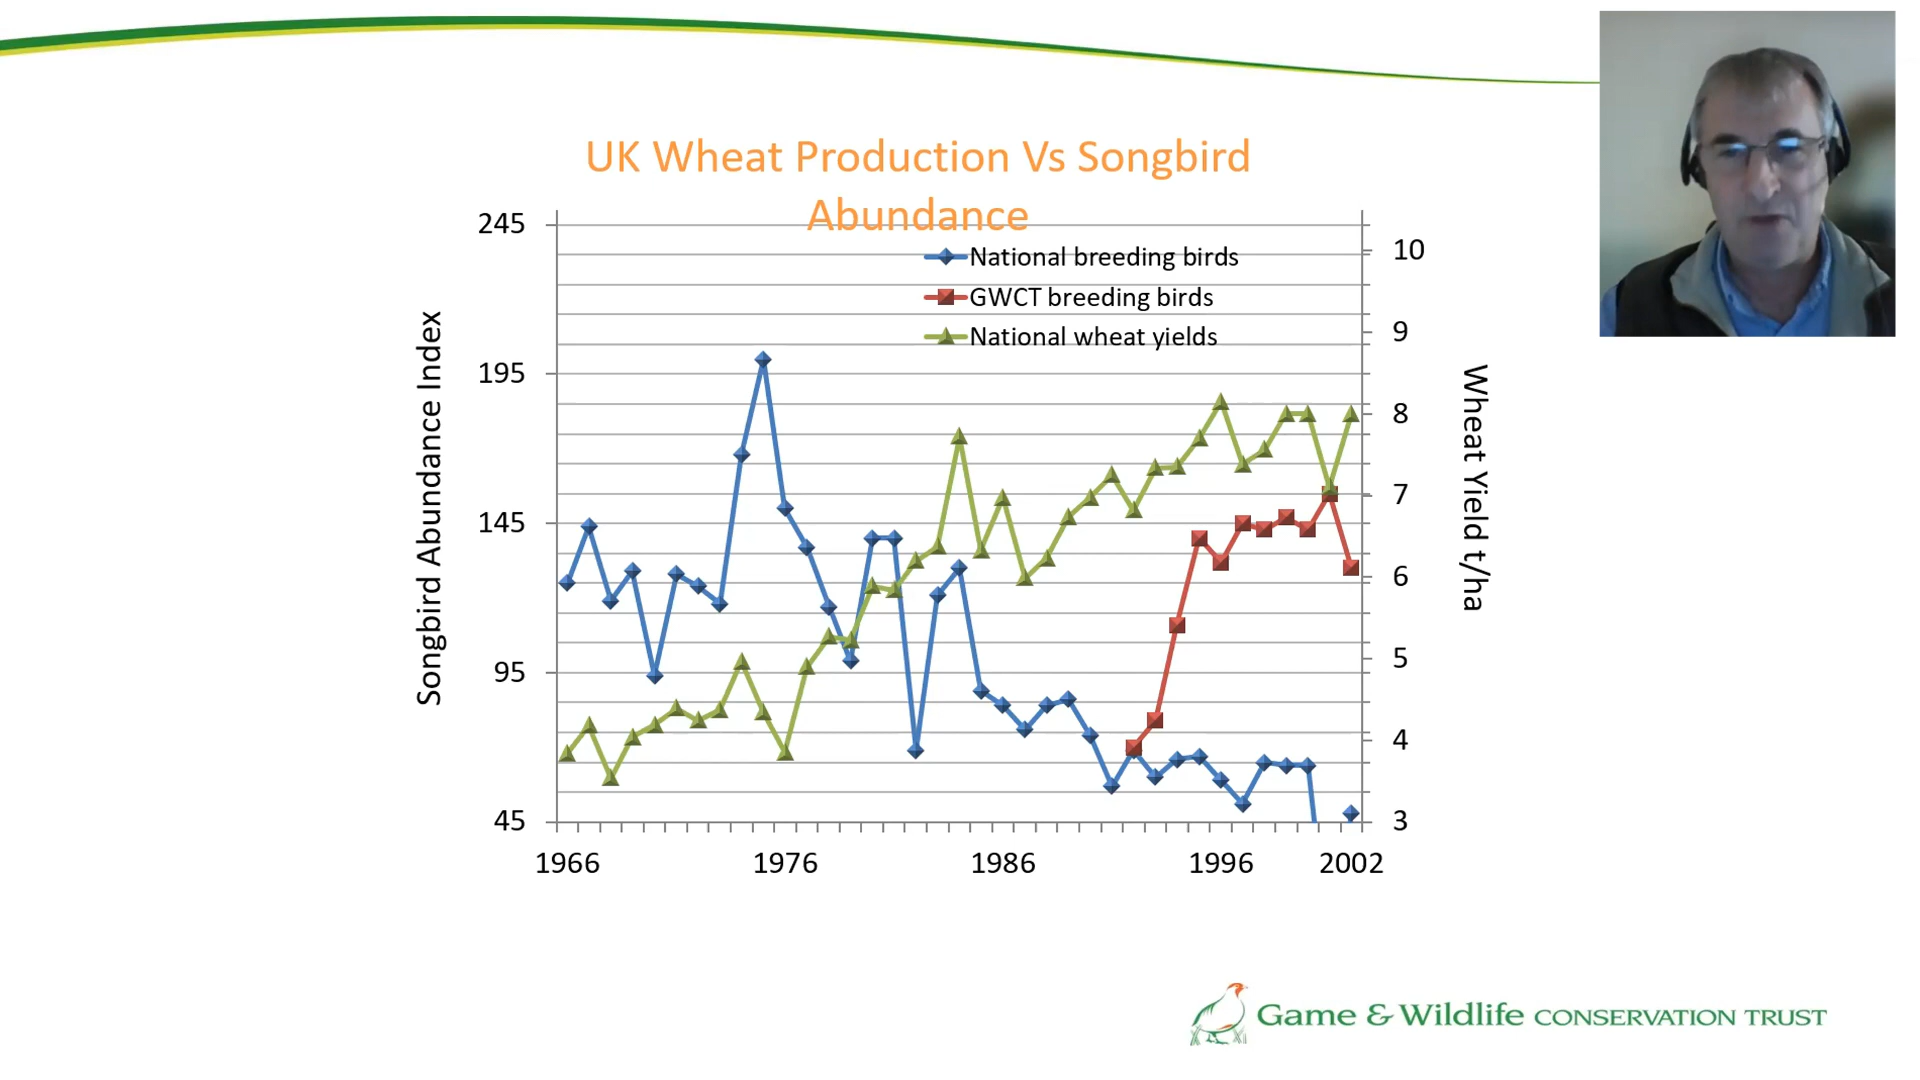 UK Wheat Production Vs Songbird
Abundance
National breeding birds
GWCT breeding birds
National wheat yields
Songbird Abundance Index
245
195
145
95
45
10
9
8
7
6
5
4
3
Wheat Yield t/ha
1966 1976 1986 1996 2002
Game & Wildlife CONSERVATION TRUST